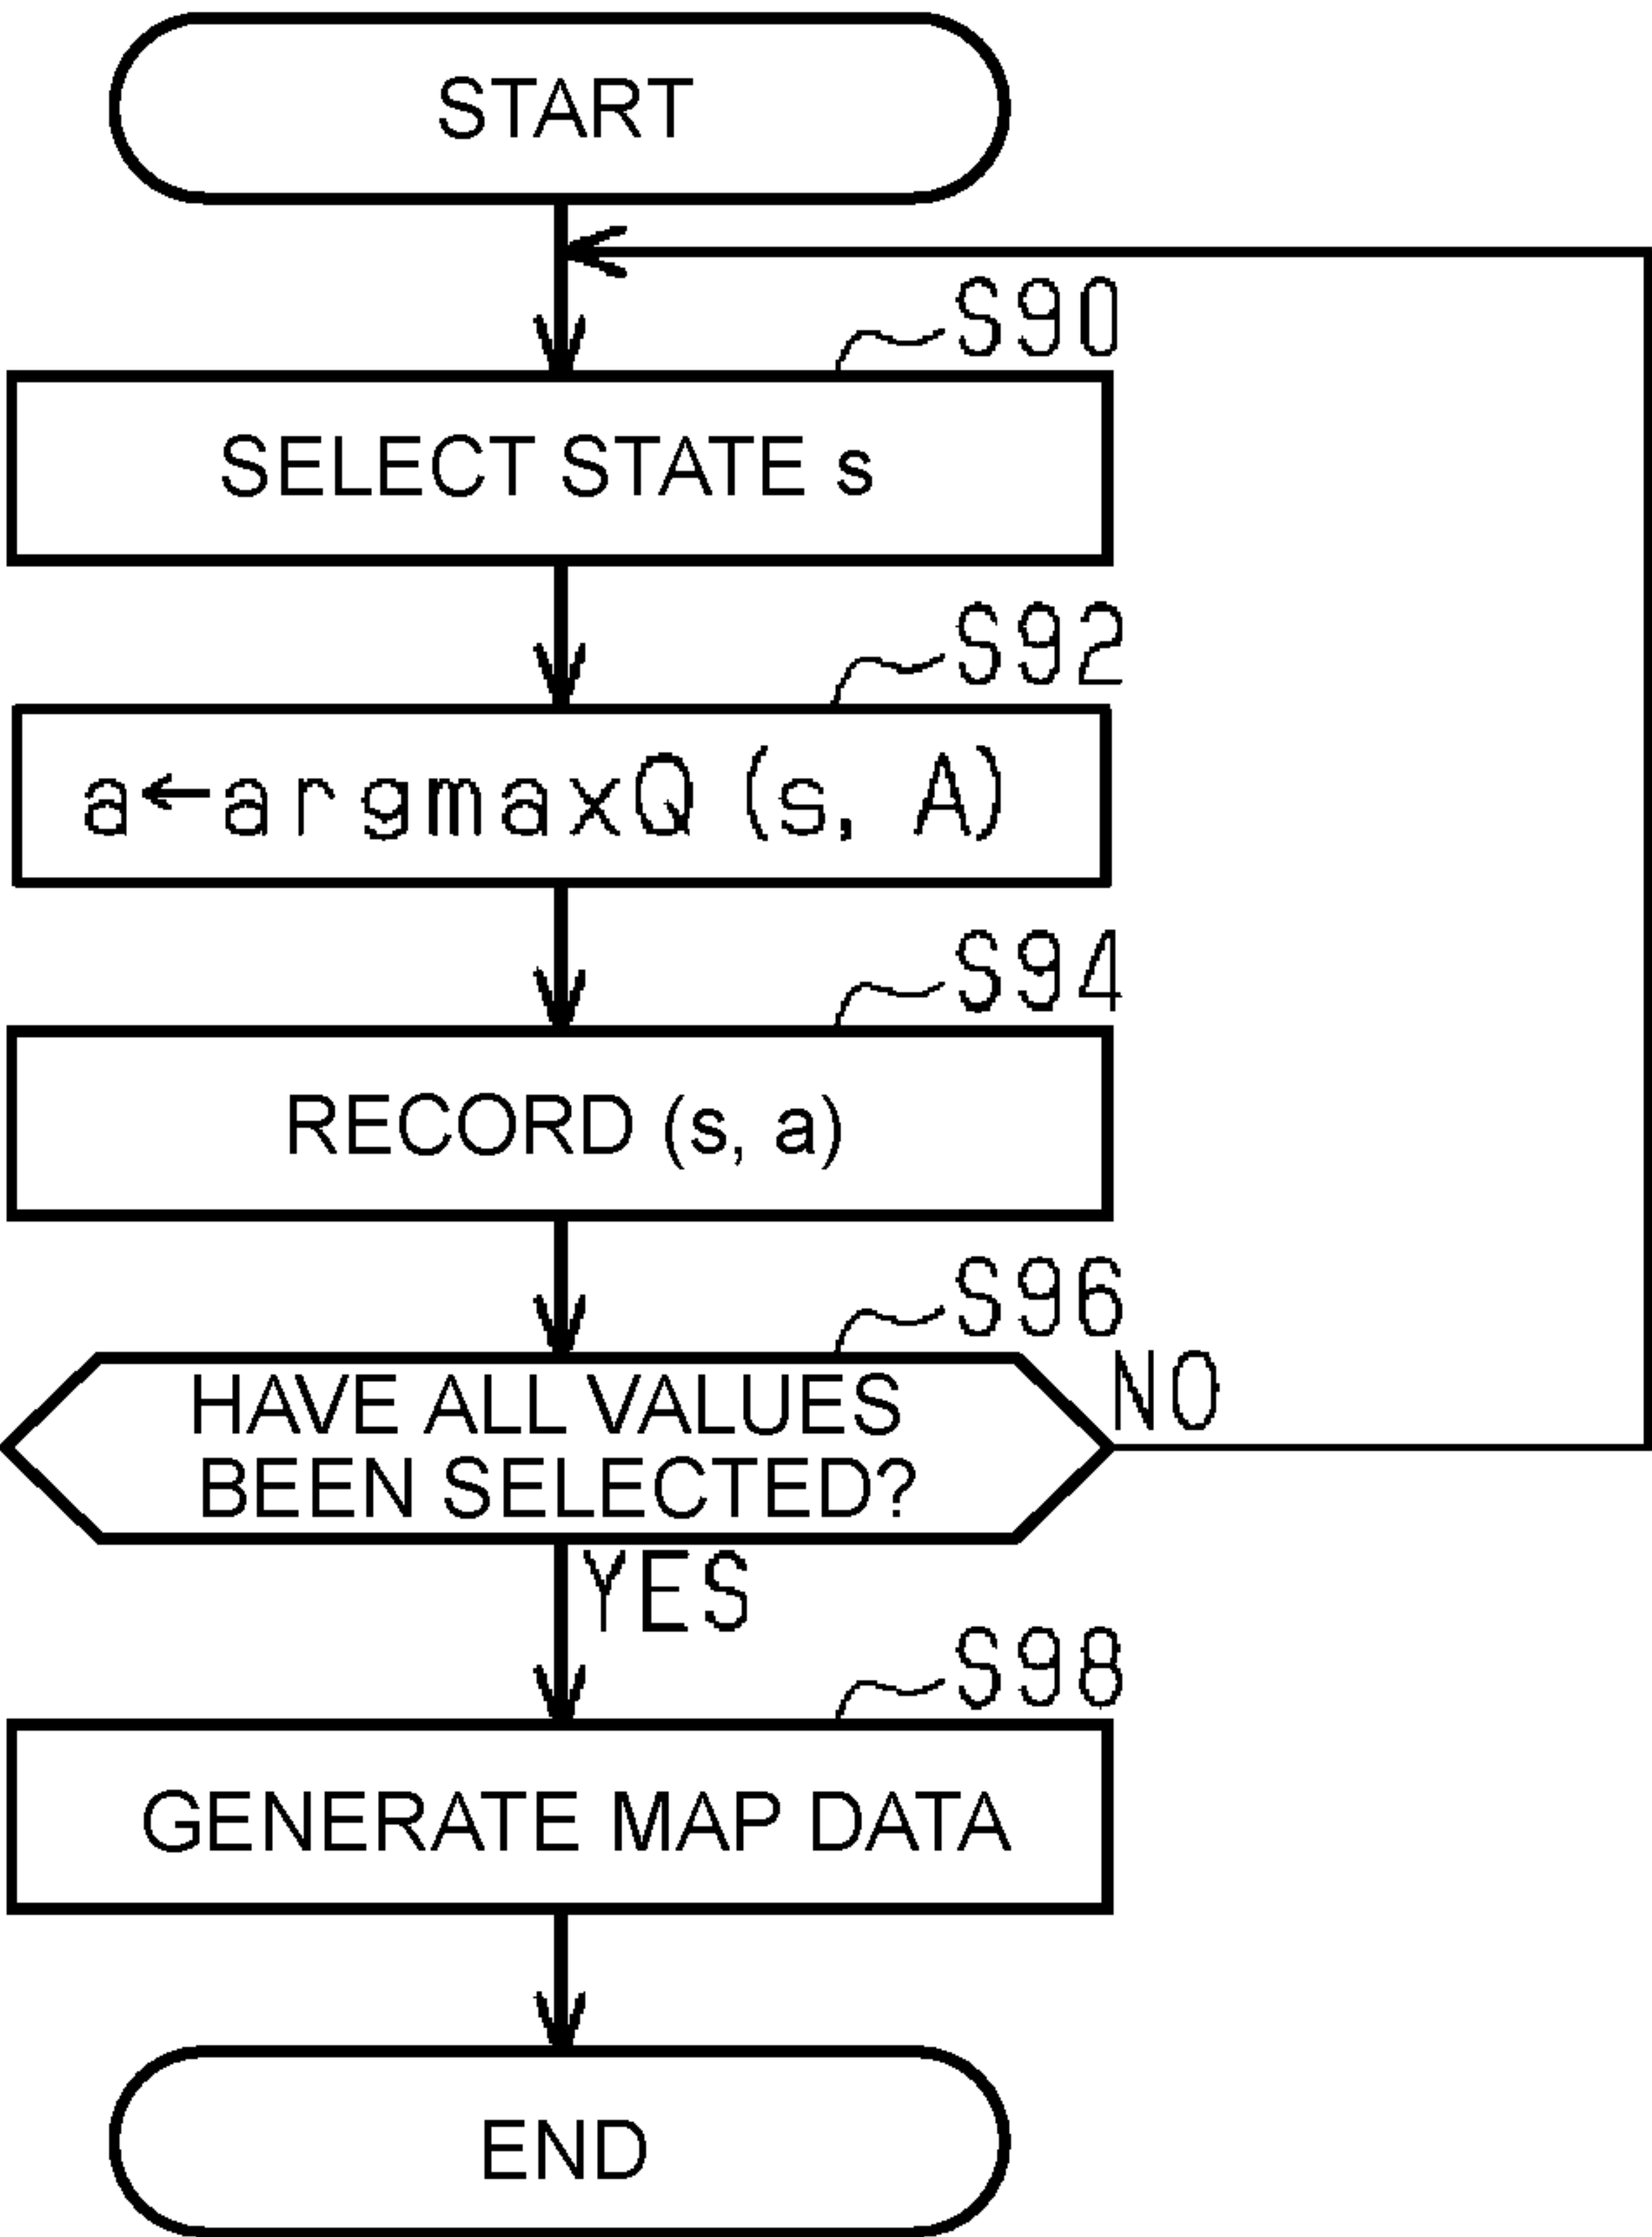 START
S90
SELECT STATE s
S92
a←argmaxQ (s, A)
S94
RECORD (s, a)
S96
HAVE ALL VALUES
BEEN SELECTED?
NO
YES
S98
GENERATE MAP DATA
END